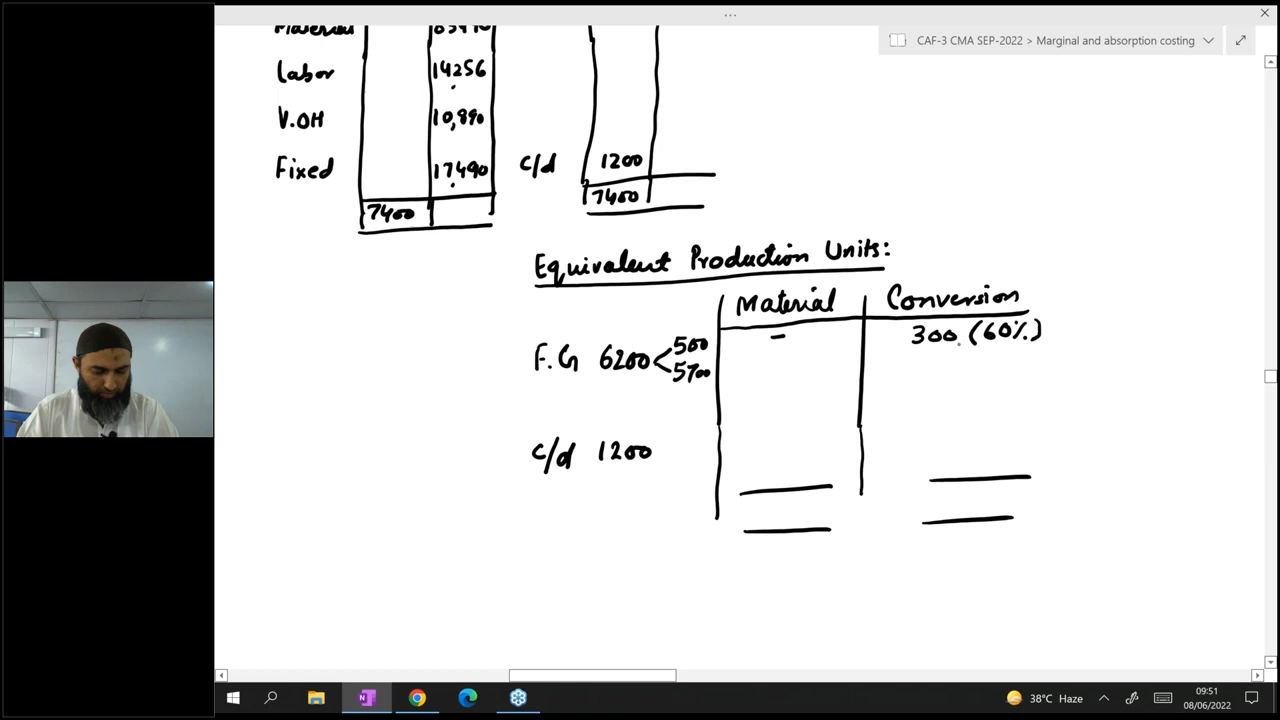 CAF-3 CMA SEP-2022 > Marginal and absorption costing
Material
Labor 14256
V.OH 10,890
Fixed 17490 c/d 1200
7400 7400
Equivalent Production Units:
Material Conversion
F.G 6200 < 500 - 300 (60%)
5700
c/d 1200
38°C Haze
09:51
08/06/2022